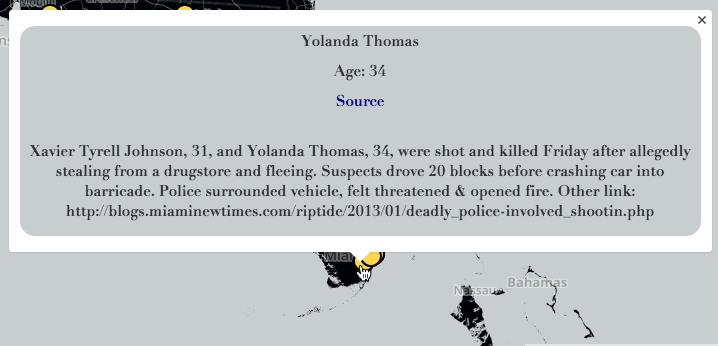 Mobile
×
Yolanda Thomas
Age: 34
Source
Xavier Tyrell Johnson, 31, and Yolanda Thomas, 34, were shot and killed Friday after allegedly
stealing from a drugstore and fleeing. Suspects drove 20 blocks before crashing car into
barricade. Police surrounded vehicle, felt threatened & opened fire. Other link:
http://blogs.miaminewtimes.com/riptide/2013/01/deadly_police-involved_shootin.php
Nassau
Bahamas